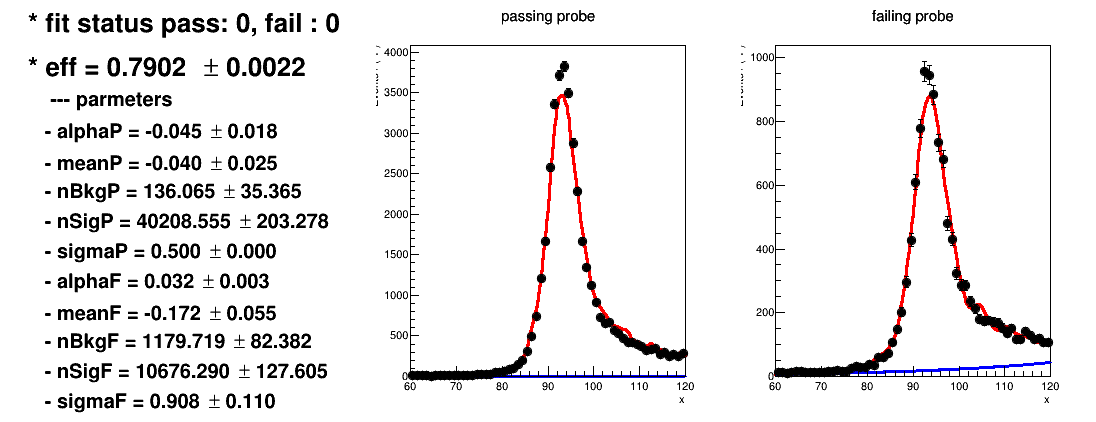 * fit status pass: 0, fail : 0
* eff = 0.7902 ± 0.0022
--- parmeters
- alphaP = -0.045 ± 0.018
- meanP = -0.040 ± 0.025
- nBkgP = 136.065 ± 35.365
- nSigP = 40208.555 ± 203.278
- sigmaP = 0.500 ± 0.000
- alphaF = 0.032 ± 0.003
- meanF = -0.172 ± 0.055
- nBkgF = 1179.719 ± 82.382
- nSigF = 10676.290 ± 127.605
- sigmaF = 0.908 ± 0.110
passing probe
4000
3500
3000
2500
2000
1500
1000
500
0
60 70 80 90 100 110 120
x
failing probe
1000
800
600
400
200
0
60 70 80 90 100 110 120
x